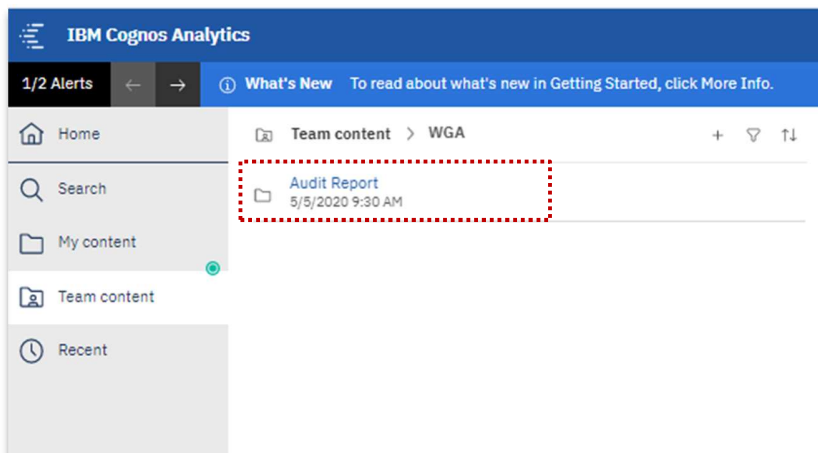 IBM Cognos Analytics
1/2 Alerts ← → What's New To read about what's new in Getting Started, click More Info.
Home
Team content > WGA
Search
Audit Report
5/5/2020 9:30 AM
My content
Team content
Recent